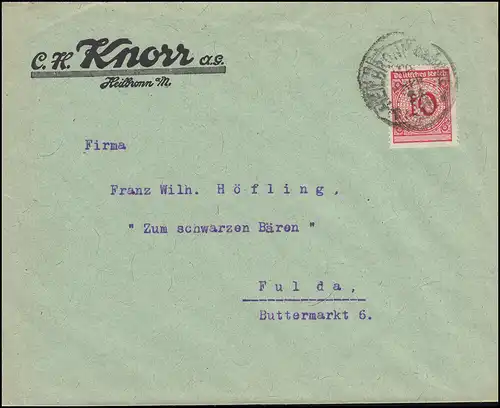 C. H. Knorr A.G.
Heilbronn a/N.
Deutsches Reich
10
Firma
Franz Wilh. Höfling,
" Zum schwarzen Bären "
Fulda,
Buttermarkt 6.